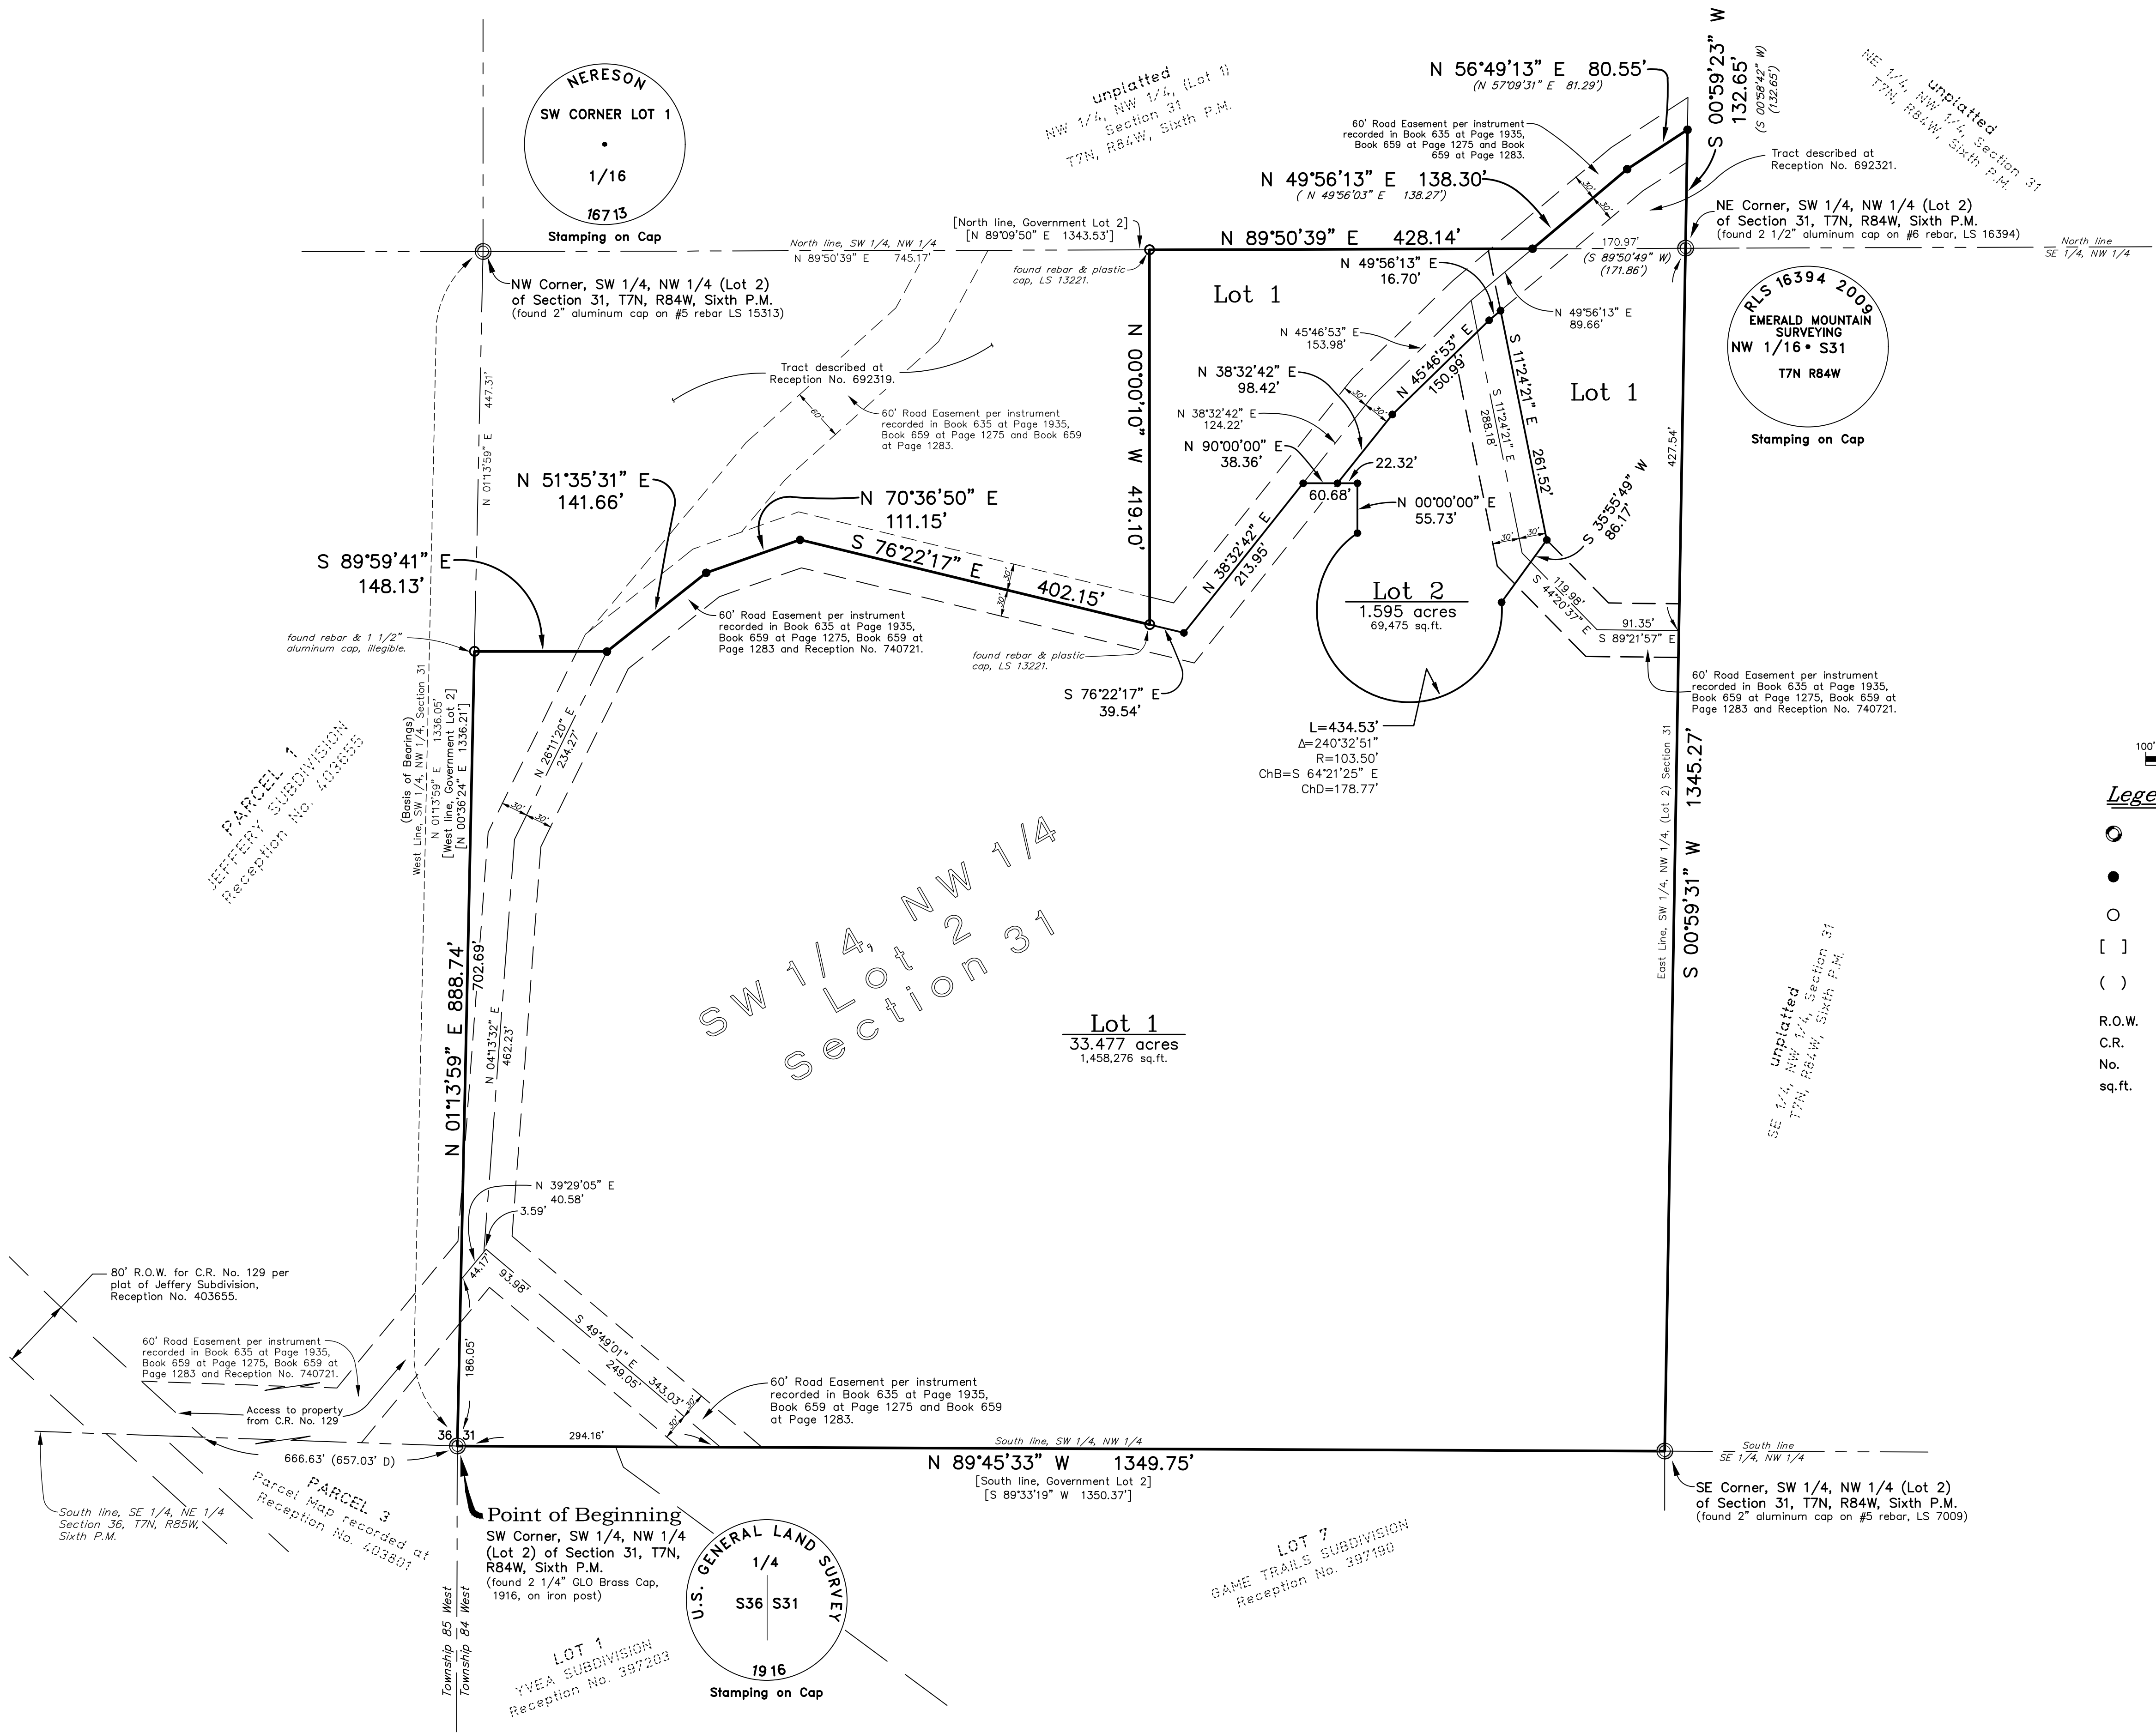 NERESON
SW CORNER LOT 1
1/16
16713
Stamping on Cap
unplatted
NW 1/4, NW 1/4, (Lot 1)
Section 31
T7N, R84W, Sixth P.M.
N 56°49'13" E 80.55'
(N 57°09'31" E 81.29')
S 00°59'23" W
132.65'
(S 00°58'42" W)
(132.65')
unplatted
NE 1/4, NW 1/4, Section 31
T7N, R84W, Sixth P.M.
60' Road Easement per instrument
recorded in Book 635 at Page 1935,
Book 659 at Page 1275 and Book
659 at Page 1283.
Tract described at
Reception No. 692321.
N 49°56'13" E 138.30'
( N 49°56'03" E 138.27')
30'
30'
NE Corner, SW 1/4, NW 1/4 (Lot 2)
of Section 31, T7N, R84W, Sixth P.M.
(found 2 1/2" aluminum cap on #6 rebar, LS 16394)
[North line, Government Lot 2]
[N 89°09'50" E 1343.53']
North line, SW 1/4, NW 1/4
N 89°50'39" E 745.17'
N 89°50'39" E 428.14'
170.97'
(S 89°50'49" W)
(171.86')
North line
SE 1/4, NW 1/4
found rebar & plastic
cap, LS 13221.
NW Corner, SW 1/4, NW 1/4 (Lot 2)
of Section 31, T7N, R84W, Sixth P.M.
(found 2" aluminum cap on #5 rebar LS 15313)
N 49°56'13" E
16.70'
Lot 1
N 49°56'13" E
89.66'
RLS 16394 2009
EMERALD MOUNTAIN
SURVEYING
NW 1/16 • S31
T7N R84W
Stamping on Cap
N 45°46'53" E
153.98'
N 45°46'53" E
150.99'
S 11°24'21" E 261.52'
S 11°24'21" E
288.18'
Lot 1
427.54'
N 01°13'59" E 447.31'
Tract described at
Reception No. 692319.
60'
60' Road Easement per instrument
recorded in Book 635 at Page 1935,
Book 659 at Page 1275 and Book 659
at Page 1283.
N 00°00'10" W 419.10'
N 38°32'42" E
98.42'
30'
30'
N 38°32'42" E
124.22'
N 90°00'00" E
38.36'
22.32'
60.68'
N 00°00'00" E
55.73'
S 35°55'49" W
86.17'
N 51°35'31" E
141.66'
N 70°36'50" E
111.15'
S 76°22'17" E 402.15'
30'
30'
N 38°32'42" E
213.95'
S 89°59'41" E
148.13'
30'
30'
119.98'
S 44°20'37" E
91.35'
S 89°21'57" E
Lot 2
1.595 acres
69,475 sq.ft.
found rebar & 1 1/2"
aluminum cap, illegible.
60' Road Easement per instrument
recorded in Book 635 at Page 1935,
Book 659 at Page 1275, Book 659 at
Page 1283 and Reception No. 740721.
found rebar & plastic
cap, LS 13221.
S 76°22'17" E
39.54'
60' Road Easement per instrument
recorded in Book 635 at Page 1935,
Book 659 at Page 1275, Book 659 at
Page 1283 and Reception No. 740721.
L=434.53'
Δ=240°32'51"
R=103.50'
ChB=S 64°21'25" E
ChD=178.77'
PARCEL 1
JEFFERY SUBDIVISION
Reception No. 403655
(Basis of Bearings)
West Line, SW 1/4, NW 1/4, Section 31
N 01°13'59" E 1336.05'
[West line, Government Lot 2]
[N 00°36'24" E 1336.21']
N 26°11'20" E
234.27'
30'
30'
100'
Lege
[ ]
( )
R.O.W.
C.R.
No.
sq.ft.
East Line, SW 1/4, NW 1/4, (Lot 2) Section 31
S 00°59'31" W 1345.27'
SW 1/4, NW 1/4
Lot 2
Section 31
N 01°13'59" E 888.74'
702.69'
N 04°13'32" E
462.23'
Lot 1
33.477 acres
1,458,276 sq.ft.
unplatted
SE 1/4, NW 1/4, Section 31
T7N, R84W, Sixth P.M.
N 39°29'05" E
40.58'
3.59'
44.17'
93.98'
80' R.O.W. for C.R. No. 129 per
plat of Jeffery Subdivision,
Reception No. 403655.
60' Road Easement per instrument
recorded in Book 635 at Page 1935,
Book 659 at Page 1275, Book 659 at
Page 1283 and Reception No. 740721.
186.05'
S 49°49'01" E 343.03'
249.05'
30'
30'
60' Road Easement per instrument
recorded in Book 635 at Page 1935,
Book 659 at Page 1275 and Book 659
at Page 1283.
Access to property
from C.R. No. 129
36 31
294.16'
666.63' (657.03' D)
South line, SW 1/4, NW 1/4
N 89°45'33" W 1349.75'
[South line, Government Lot 2]
[S 89°33'19" W 1350.37']
South line
SE 1/4, NW 1/4
South line, SE 1/4, NE 1/4
Section 36, T7N, R85W,
Sixth P.M.
PARCEL 3
Parcel Map recorded at
Reception No. 403801
Point of Beginning
SW Corner, SW 1/4, NW 1/4
(Lot 2) of Section 31, T7N,
R84W, Sixth P.M.
(found 2 1/4" GLO Brass Cap,
1916, on iron post)
SE Corner, SW 1/4, NW 1/4 (Lot 2)
of Section 31, T7N, R84W, Sixth P.M.
(found 2" aluminum cap on #5 rebar, LS 7009)
U.S. GENERAL LAND SURVEY
1/4
S36 S31
1916
Stamping on Cap
LOT 7
GAME TRAILS SUBDIVISION
Reception No. 397190
Township 85 West
Township 84 West
LOT 1
YVEA SUBDIVISION
Reception No. 397203